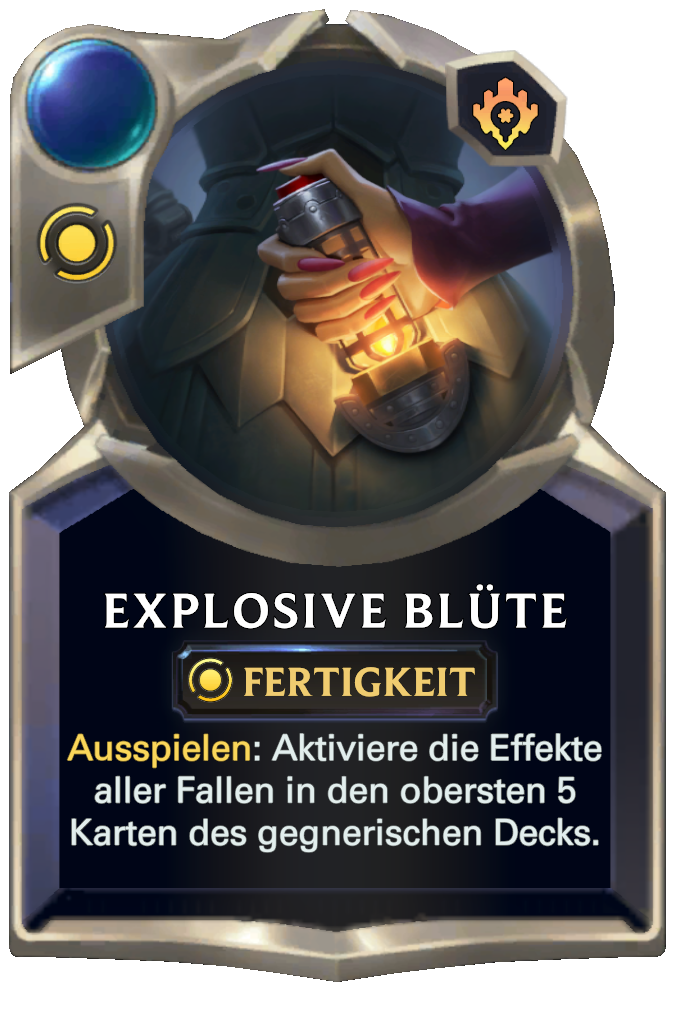 EXPLOSIVE BLÜTE
FERTIGKEIT
Ausspielen: Aktiviere die Effekte
aller Fallen in den obersten 5
Karten des gegnerischen Decks.